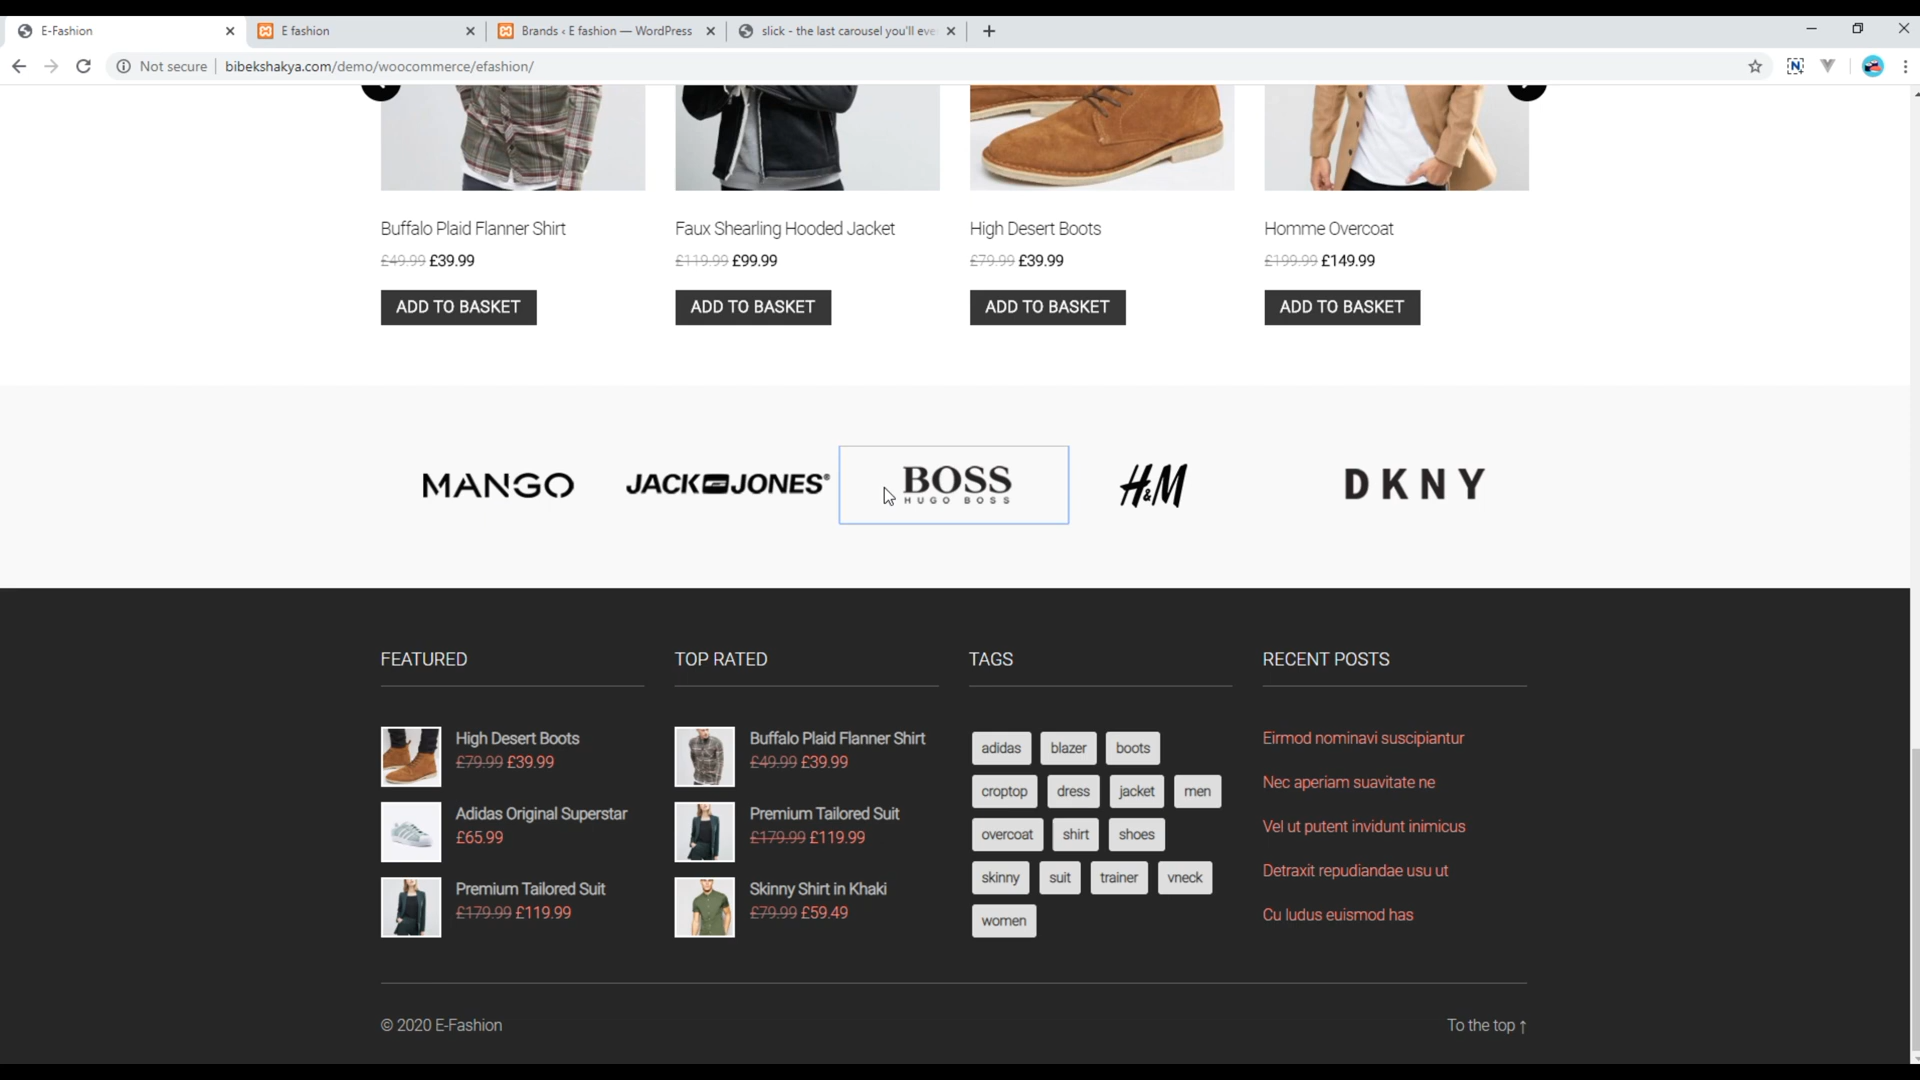 E-Fashion
E fashion
Brands ‹ E fashion — WordPress
slick - the last carousel you'll eve
Not secure
bibekshakya.com/demo/woocommerce/efashion/
Buffalo Plaid Flanner Shirt
Faux Shearling Hooded Jacket
High Desert Boots
Homme Overcoat
£49.99 £39.99
£119.99 £99.99
£79.99 £39.99
£199.99 £149.99
ADD TO BASKET
ADD TO BASKET
ADD TO BASKET
ADD TO BASKET
MANGO
JACK JONES®
BOSS
HUGO BOSS
H&M
DKNY
FEATURED
High Desert Boots
£79.99 £39.99
Adidas Original Superstar
£65.99
Premium Tailored Suit
£179.99 £119.99
TOP RATED
Buffalo Plaid Flanner Shirt
£49.99 £39.99
Premium Tailored Suit
£179.99 £119.99
Skinny Shirt in Khaki
£79.99 £59.49
TAGS
adidas blazer boots
croptop dress jacket men
overcoat shirt shoes
skinny suit trainer vneck
women
RECENT POSTS
Eirmod nominavi suscipiantur
Nec aperiam suavitate ne
Vel ut putent invidunt inimicus
Detraxit repudiandae usu ut
Cu ludus euismod has
© 2020 E-Fashion
To the top ↑